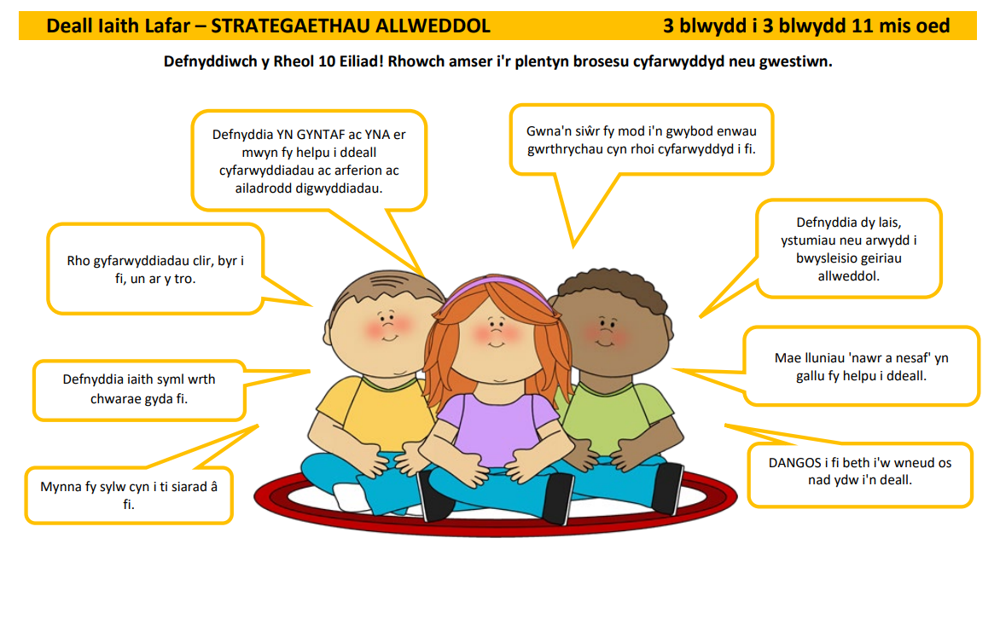 Deall Iaith Lafar – STRATEGAETHAU ALLWEDDOL 3 blwydd i 3 blwydd 11 mis oed
Defnyddiwch y Rheol 10 Eiliad! Rhowch amser i'r plentyn brosesu cyfarwyddyd neu gwestiwn.
Defnyddia YN GYNTAF ac YNA er
mwyn fy helpu i ddeall
cyfarwyddiadau ac arferion ac
ailadrodd digwyddiadau.
Gwna'n siŵr fy mod i'n gwybod enwau
gwrthrychau cyn rhoi cyfarwyddyd i fi.
Rho gyfarwyddiadau clir, byr i
fi, un ar y tro.
Defnyddia dy lais,
ystumiau neu arwydd i
bwysleisio geiriau
allweddol.
Defnyddia iaith syml wrth
chwarae gyda fi.
Mae lluniau 'nawr a nesaf' yn
gallu fy helpu i ddeall.
Mynna fy sylw cyn i ti siarad â
fi.
DANGOS i fi beth i'w wneud os
nad ydw i'n deall.